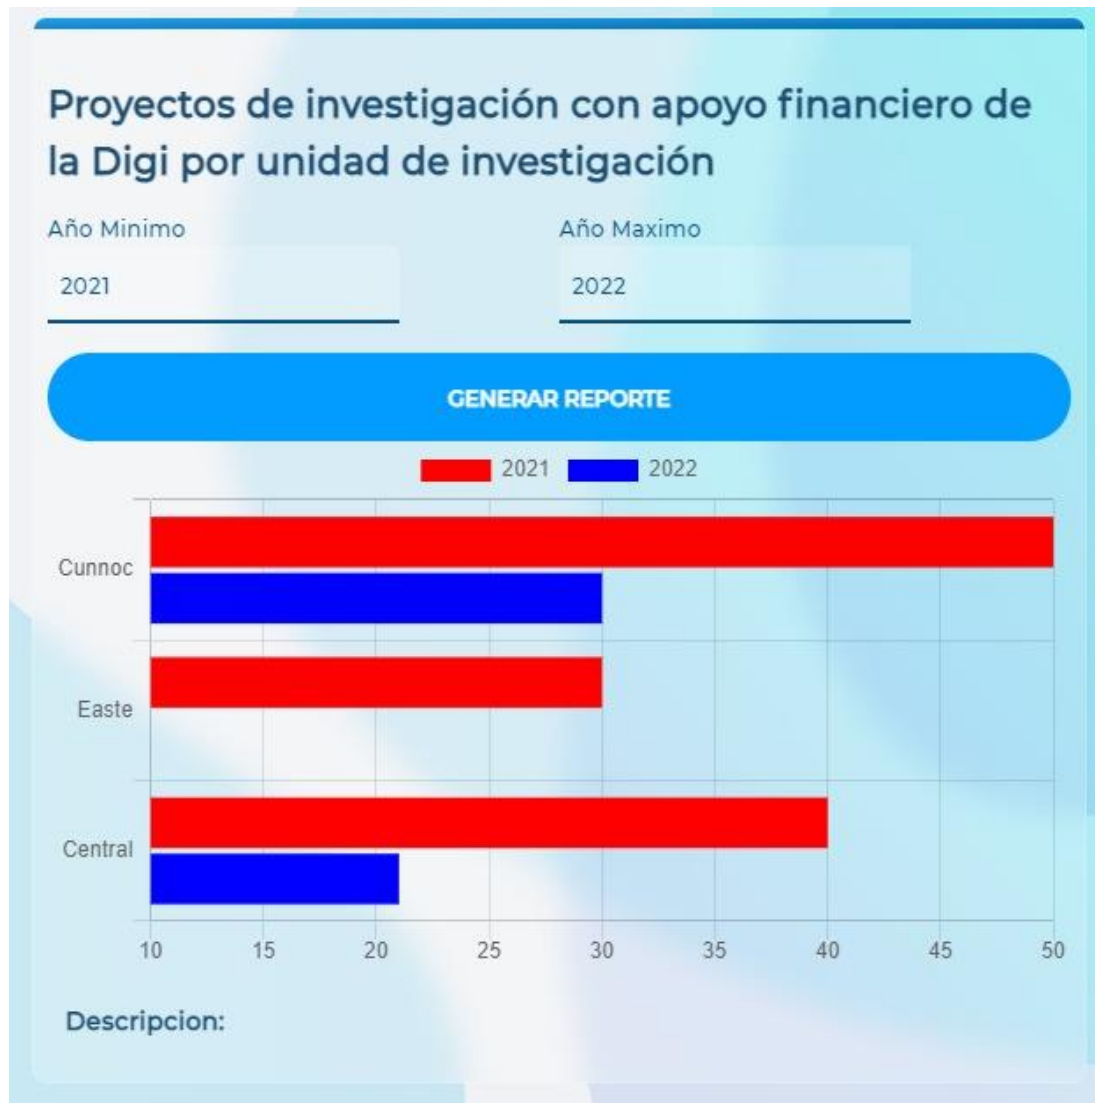 Proyectos de investigación con apoyo financiero de
la Digi por unidad de investigación
Año Minimo
Año Maximo
2021
2022
GENERAR REPORTE
2021
2022
Cunnoc
Easte
Central
10 15 20 25 30 35 40 45 50
Descripcion: